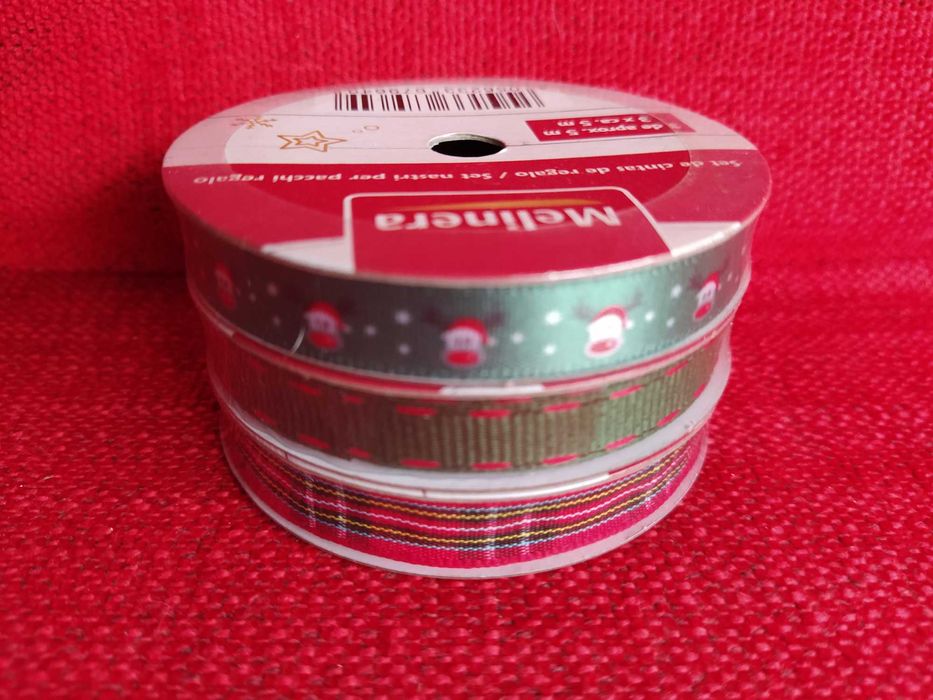 Melinera
Set de cintas de regalo / Set nastri per pacchi regalo
3 x ca. 5 m
de aprox. 5 m